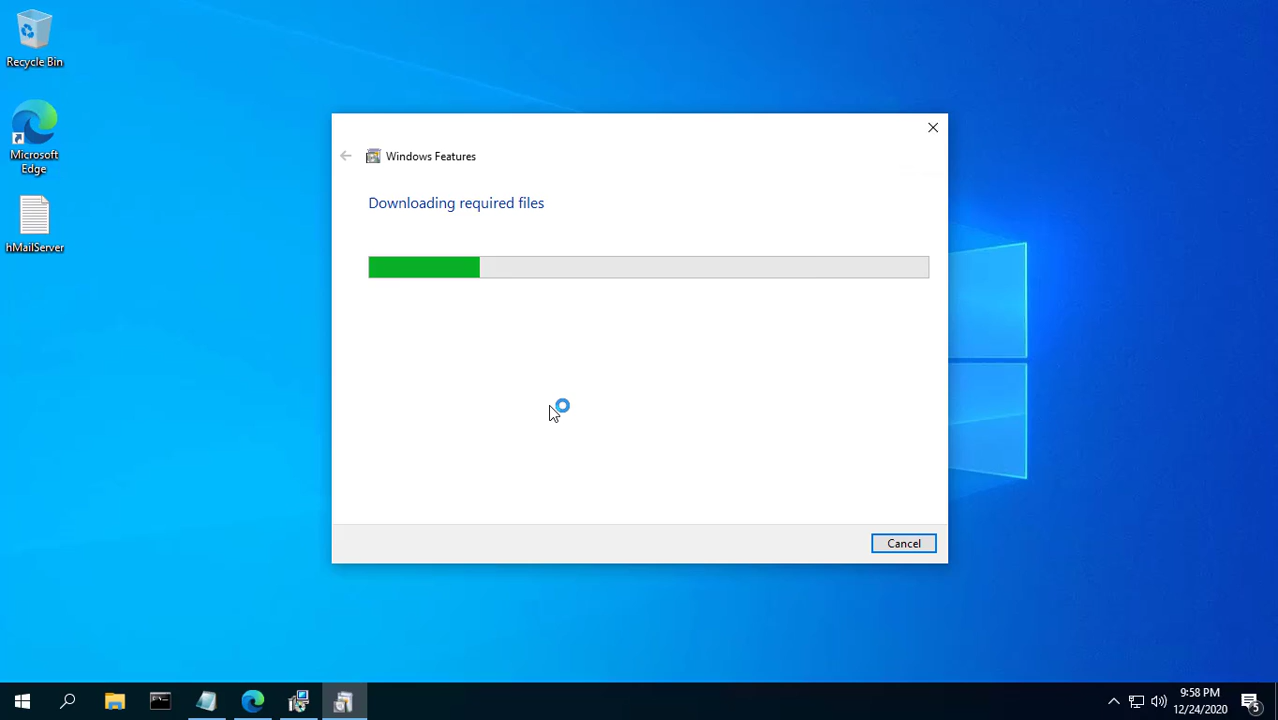 Recycle Bin
Microsoft
Edge
hMailServer
Windows Features
Downloading required files
Cancel
9:58 PM
12/24/2020
5